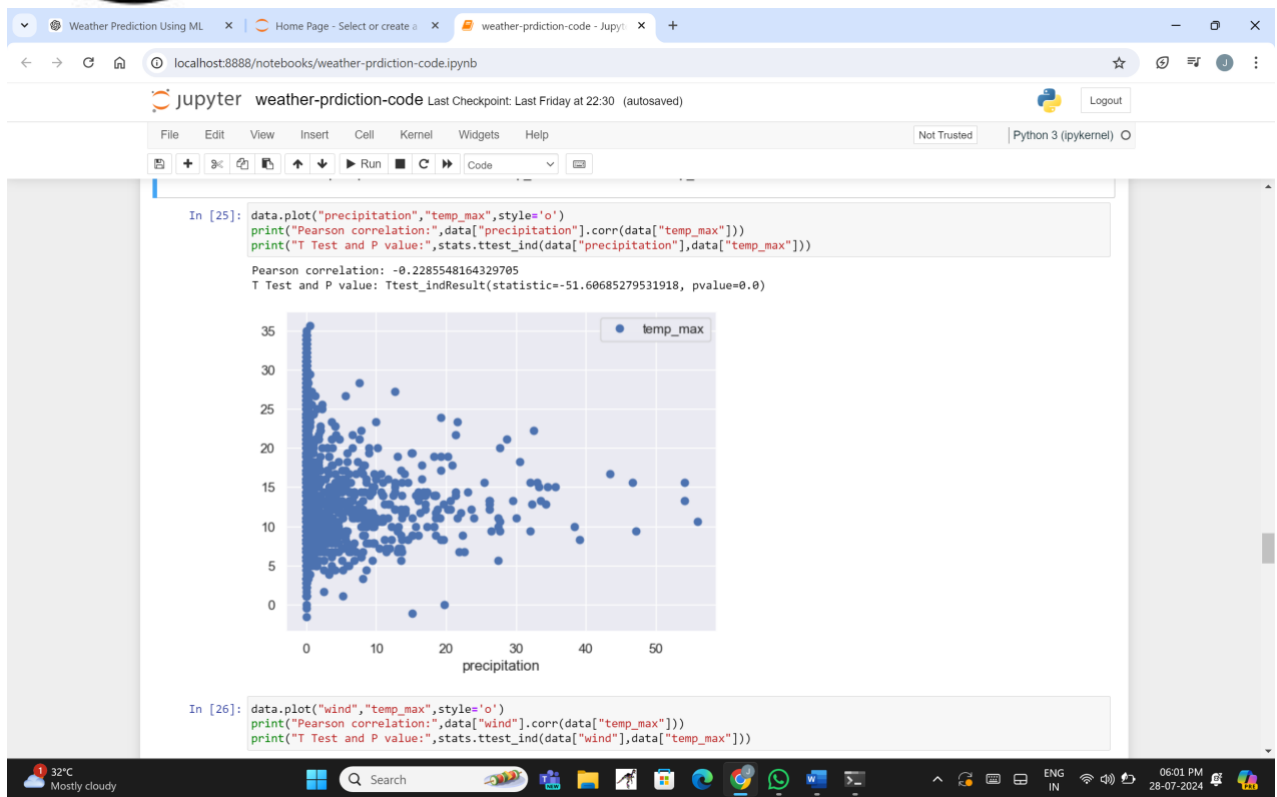 Weather Prediction Using ML
Home Page - Select or create a
weather-prdiction-code - Jupyt
localhost:8888/notebooks/weather-prdiction-code.ipynb
J
jupyter weather-prdiction-code Last Checkpoint: Last Friday at 22:30 (autosaved)
Logout
File Edit View Insert Cell Kernel Widgets Help
Not Trusted
Python 3 (ipykernel)
Run
Code
In [25]: data.plot("precipitation","temp_max",style='o')
print("Pearson correlation:",data["precipitation"].corr(data["temp_max"]))
print("T Test and P value:",stats.ttest_ind(data["precipitation"],data["temp_max"]))
Pearson correlation: -0.2285548164329705
T Test and P value: Ttest_indResult(statistic=-51.60685279531918, pvalue=0.0)
temp_max
35
30
25
20
15
10
5
0
0 10 20 30 40 50
precipitation
In [26]: data.plot("wind","temp_max",style='o')
print("Pearson correlation:",data["wind"].corr(data["temp_max"]))
print("T Test and P value:",stats.ttest_ind(data["wind"],data["temp_max"]))
1
32°C
Mostly cloudy
Search
NEW
ENG
IN
06:01 PM
28-07-2024
PRE